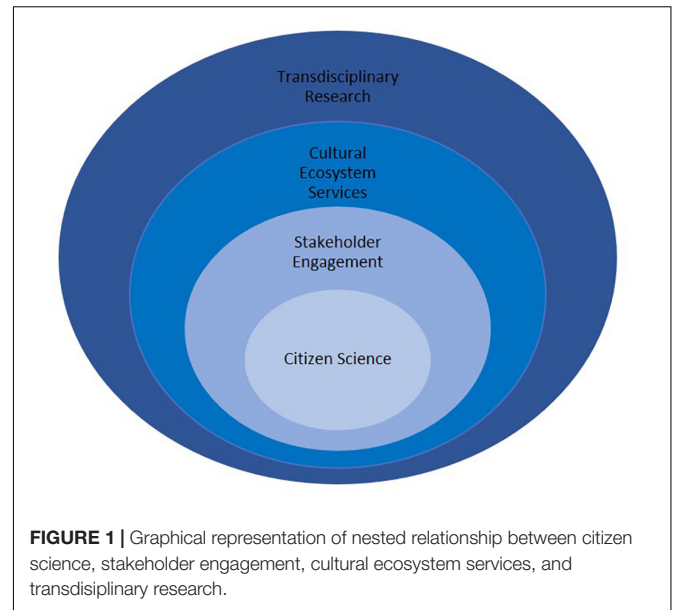 Transdisciplinary
Research
Cultural
Ecosystem
Services
Stakeholder
Engagement
Citizen Science
FIGURE 1 | Graphical representation of nested relationship between citizen
science, stakeholder engagement, cultural ecosystem services, and
transdisiplinary research.